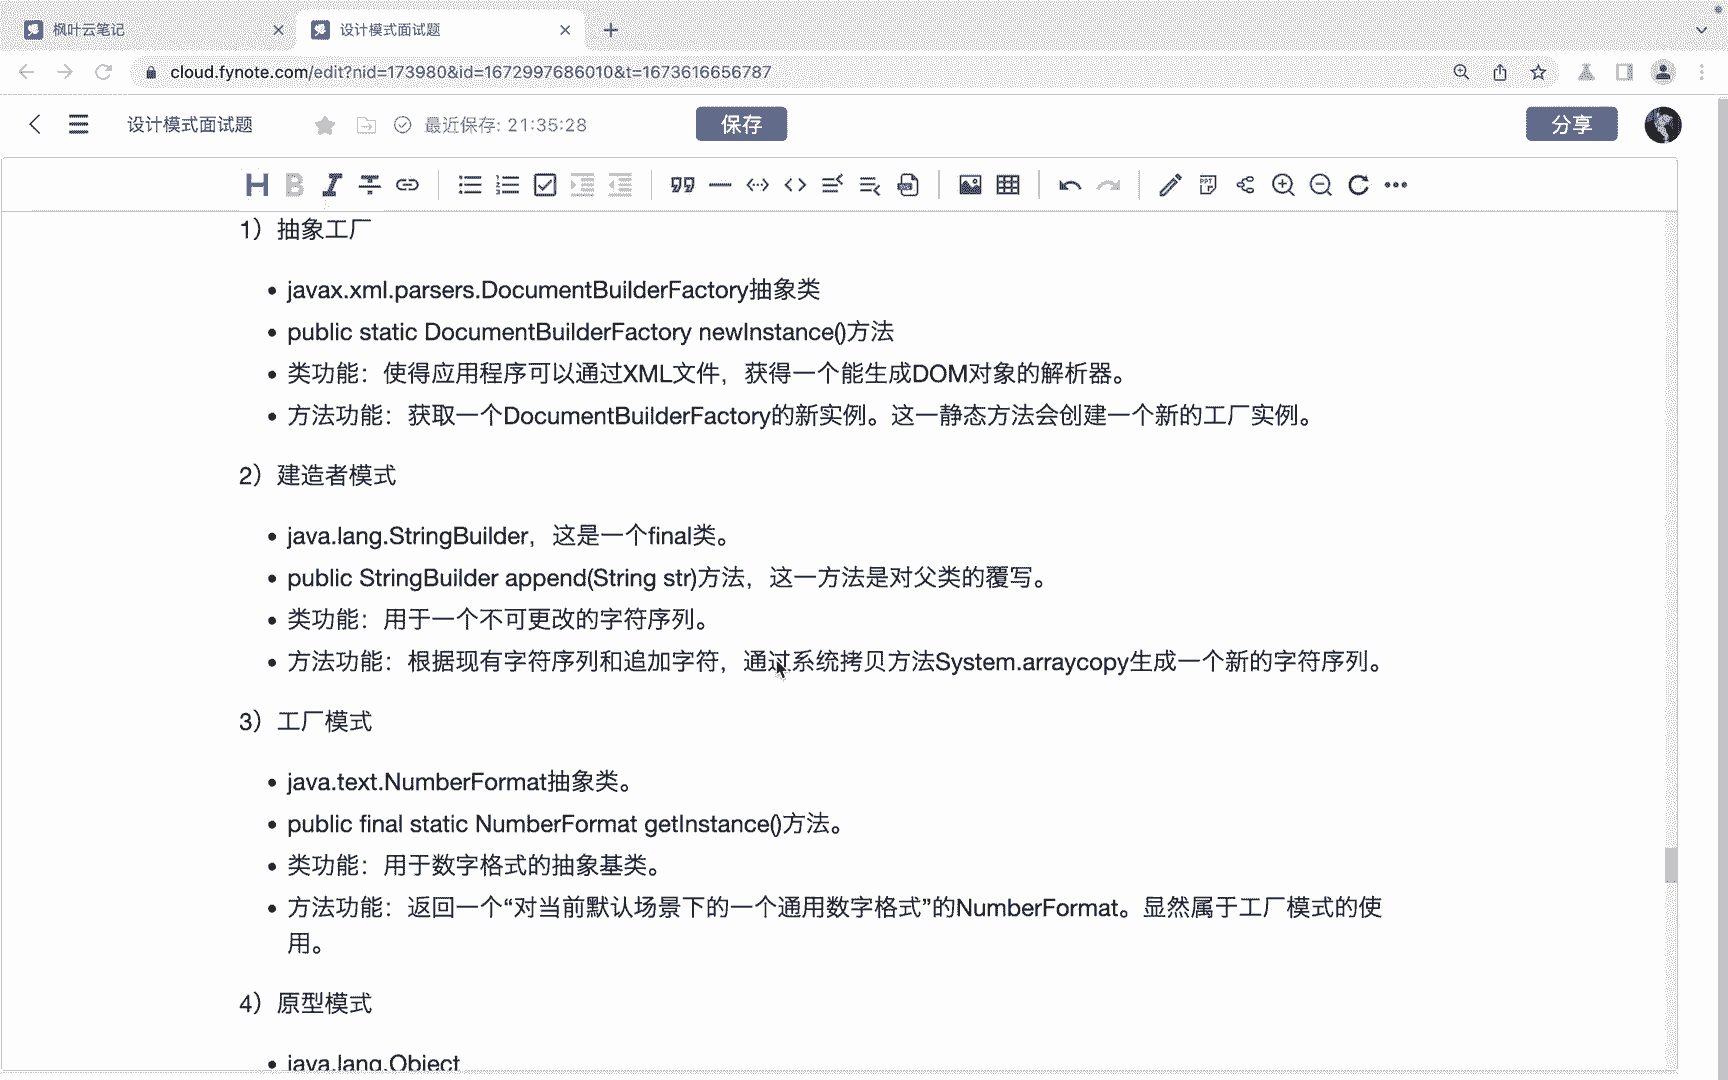 枫叶云笔记
设计模式面试题
cloud.fynote.com/edit?nid=173980&id=1672997686010&t=1673616656787
设计模式面试题
最近保存: 21:35:28
保存
分享
1）抽象工厂
javax.xml.parsers.DocumentBuilderFactory抽象类
public static DocumentBuilderFactory newInstance()方法
类功能：使得应用程序可以通过XML文件，获得一个能生成DOM对象的解析器。
方法功能：获取一个DocumentBuilderFactory的新实例。这一静态方法会创建一个新的工厂实例。
2）建造者模式
java.lang.StringBuilder，这是一个final类。
public StringBuilder append(String str)方法，这一方法是对父类的覆写。
类功能：用于一个不可更改的字符序列。
方法功能：根据现有字符序列和追加字符，通过系统拷贝方法System.arraycopy生成一个新的字符序列。
3）工厂模式
java.text.NumberFormat抽象类。
public final static NumberFormat getInstance()方法。
类功能：用于数字格式的抽象基类。
方法功能：返回一个“对当前默认场景下的一个通用数字格式”的NumberFormat。显然属于工厂模式的使
用。
4）原型模式
java.lang.Object